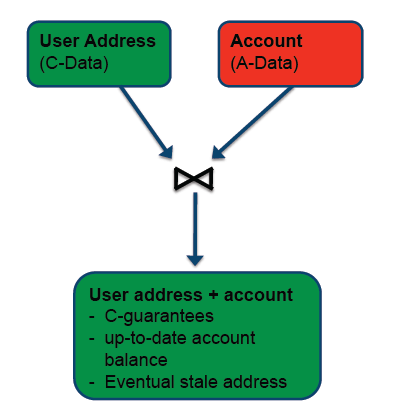 User Address
(C-Data)
Account
(A-Data)
User address + account
- C-guarantees
- up-to-date account
balance
- Eventual stale address